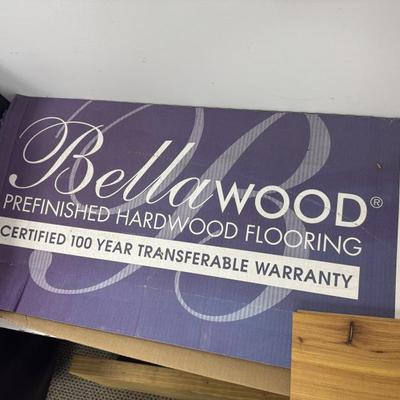 BellaWOOD®
PREFINISHED HARDWOOD FLOORING
CERTIFIED 100 YEAR TRANSFERABLE WARRANTY